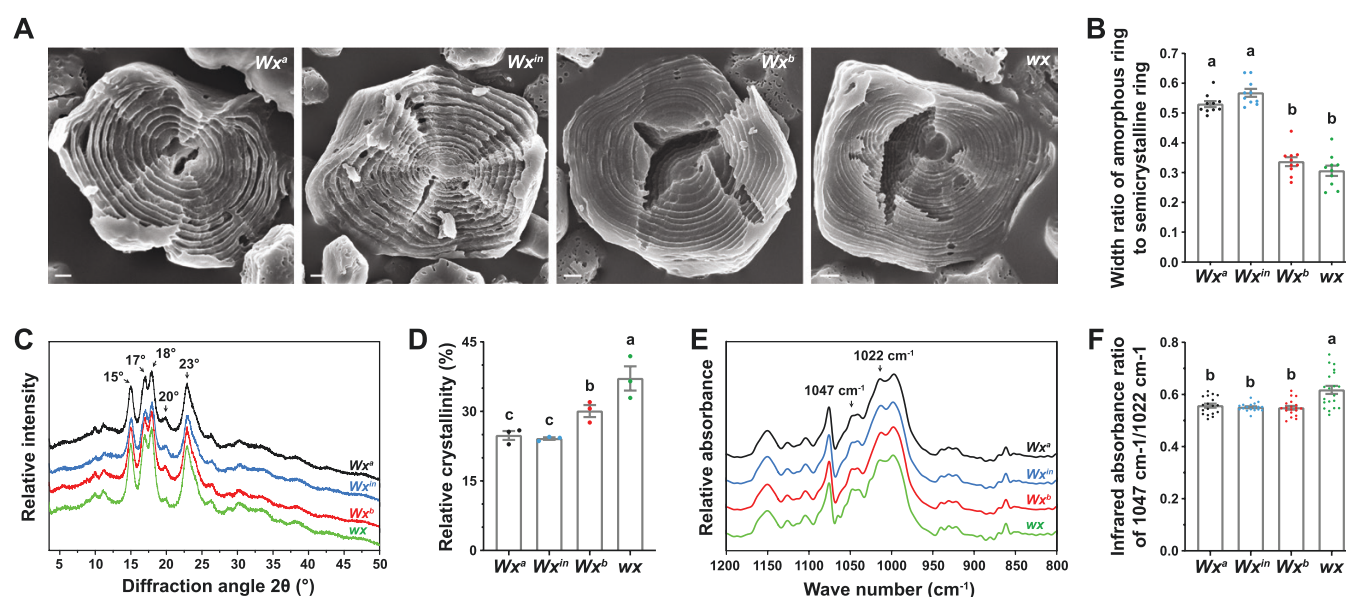 A
Wxᵃ
Wxⁱⁿ
Wxᵇ
wx
B
Width ratio of amorphous ring
to semicrystalline ring
0.7
0.6
0.5
0.4
0.3
0.2
0.1
0.0
a
a
b
b
Wxᵃ
Wxⁱⁿ
Wxᵇ
wx
C
Relative intensity
15°
17°
18°
20°
23°
Wxᵃ
Wxⁱⁿ
Wxᵇ
wx
5 10 15 20 25 30 35 40 45 50
Diffraction angle 2θ (°)
D
Relative crystallinity (%)
45
30
15
0
c
c
b
a
Wxᵃ
Wxⁱⁿ
Wxᵇ
wx
E
Relative absorbance
1022 cm⁻¹
1047 cm⁻¹
Wxᵃ
Wxⁱⁿ
Wxᵇ
wx
1200 1150 1100 1050 1000 950 900 850 800
Wave number (cm⁻¹)
F
Infrared absorbance ratio
of 1047 cm-1/1022 cm-1
0.8
0.6
0.4
0.2
0.0
b
b
b
a
Wxᵃ
Wxⁱⁿ
Wxᵇ
wx